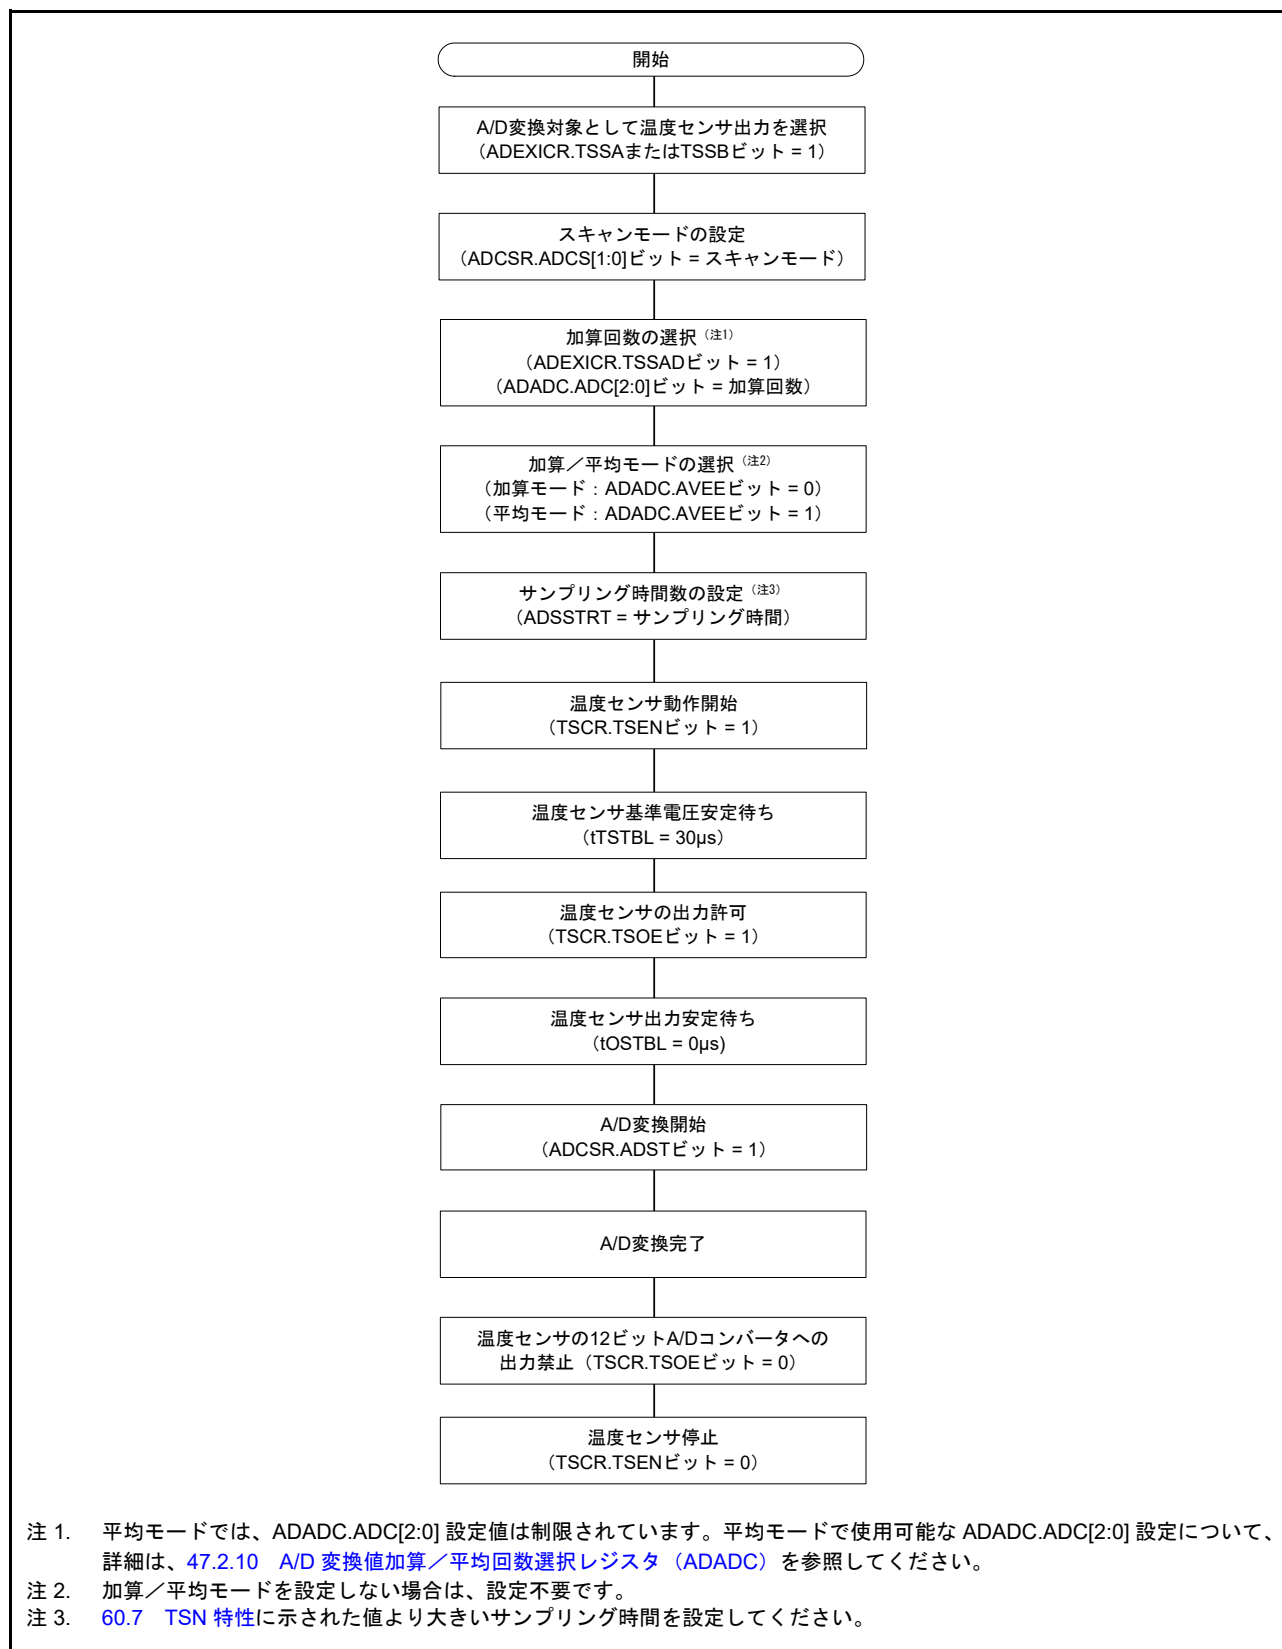 開始
A/D変換対象として温度センサ出力を選択
（ADEXICR.TSSAまたはTSSBビット = 1）
スキャンモードの設定
（ADCSR.ADCS[1:0]ビット = スキャンモード）
加算回数の選択（注1）
（ADEXICR.TSSADビット = 1）
（ADADC.ADC[2:0]ビット = 加算回数）
加算／平均モードの選択（注2）
（加算モード：ADADC.AVEEビット = 0）
（平均モード：ADADC.AVEEビット = 1）
サンプリング時間数の設定（注3）
（ADSSTRT = サンプリング時間）
温度センサ動作開始
（TSCR.TSENビット = 1）
温度センサ基準電圧安定待ち
（tTSTBL = 30μs）
温度センサの出力許可
（TSCR.TSOEビット = 1）
温度センサ出力安定待ち
（tOSTBL = 0μs)
A/D変換開始
（ADCSR.ADSTビット = 1）
A/D変換完了
温度センサの12ビットA/Dコンバータへの
出力禁止（TSCR.TSOEビット = 0）
温度センサ停止
（TSCR.TSENビット = 0）
注 1. 平均モードでは、ADADC.ADC[2:0] 設定値は制限されています。平均モードで使用可能な ADADC.ADC[2:0] 設定について、
詳細は、47.2.10 A/D 変換値加算／平均回数選択レジスタ（ADADC）を参照してください。
注 2. 加算／平均モードを設定しない場合は、設定不要です。
注 3. 60.7 TSN 特性に示された値より大きいサンプリング時間を設定してください。